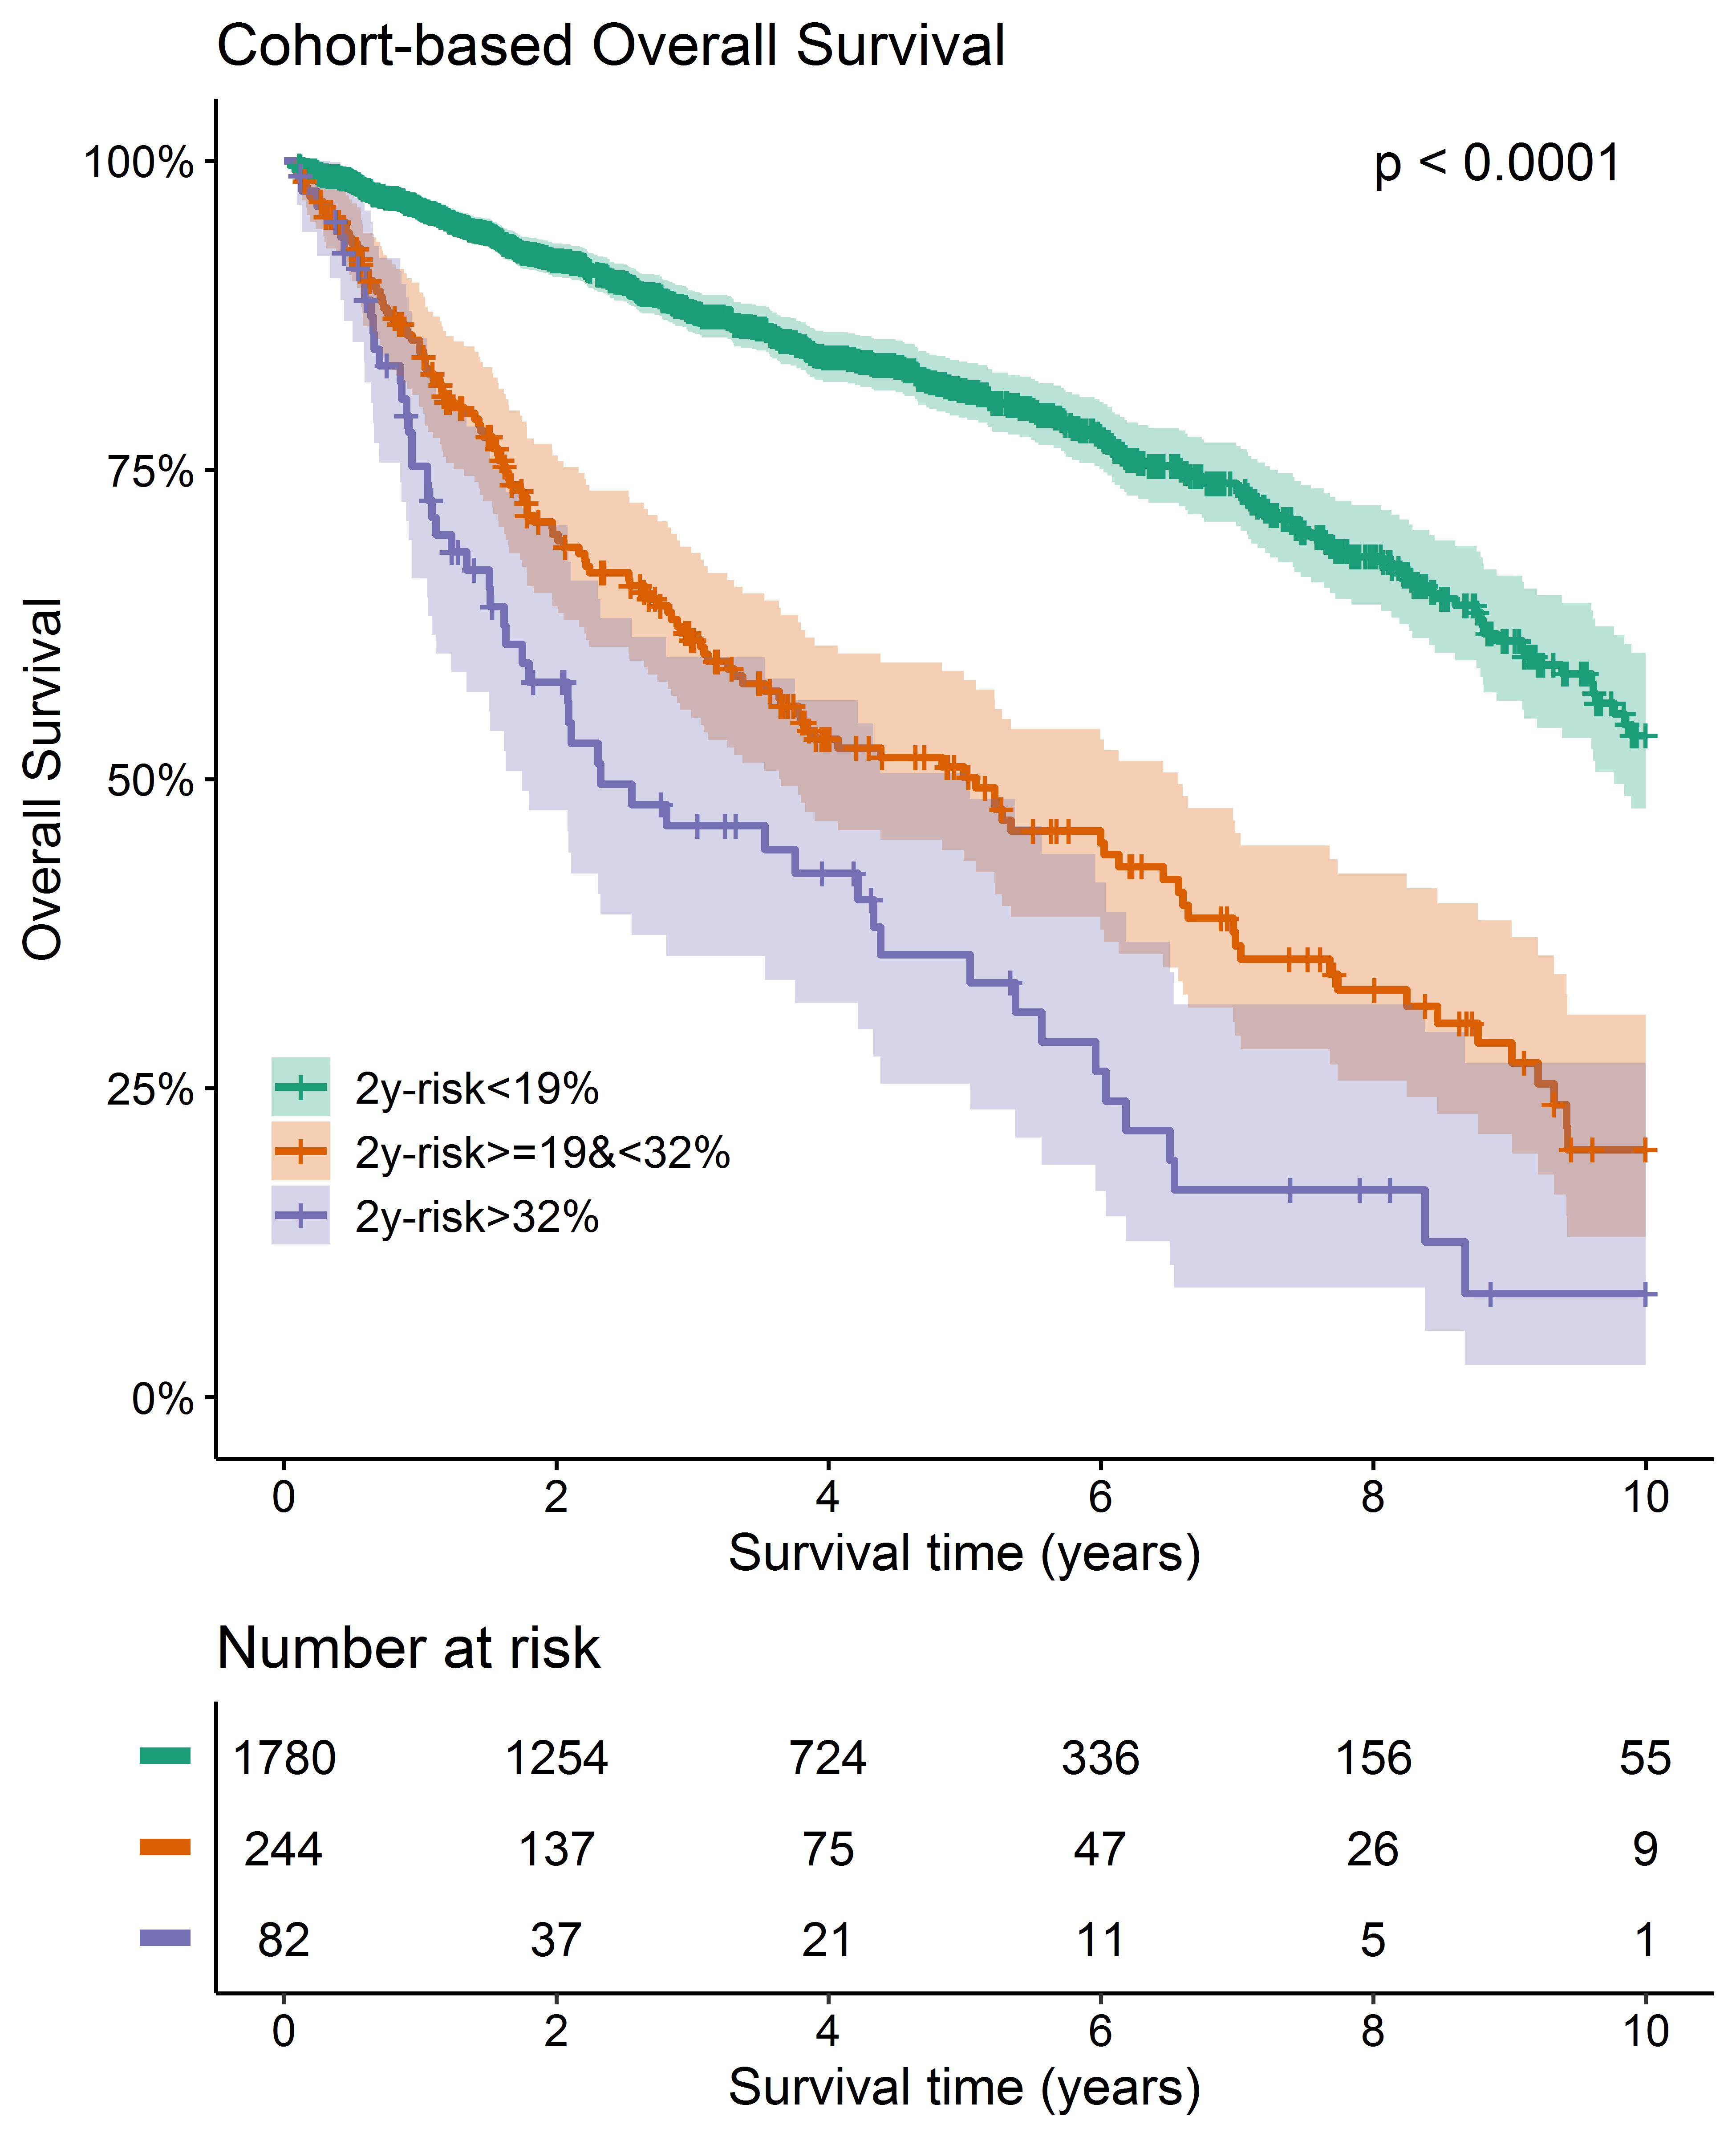 Cohort-based Overall Survival
p < 0.0001
100%
75%
50%
25%
0%
Overall Survival
2y-risk<19%
2y-risk>=19&<32%
2y-risk>32%
0 2 4 6 8 10
Survival time (years)
Number at risk
1780 1254 724 336 156 55
244 137 75 47 26 9
82 37 21 11 5 1
0 2 4 6 8 10
Survival time (years)